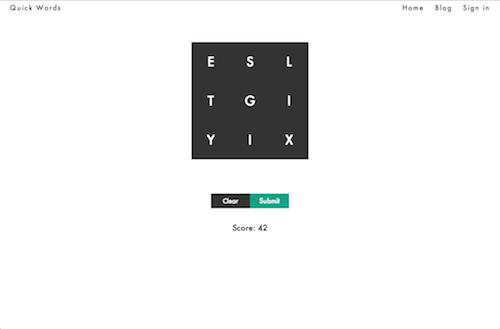 Quick Words Home Blog Sign in
E S L
T G I
Y I X
Clear Submit
Score: 42